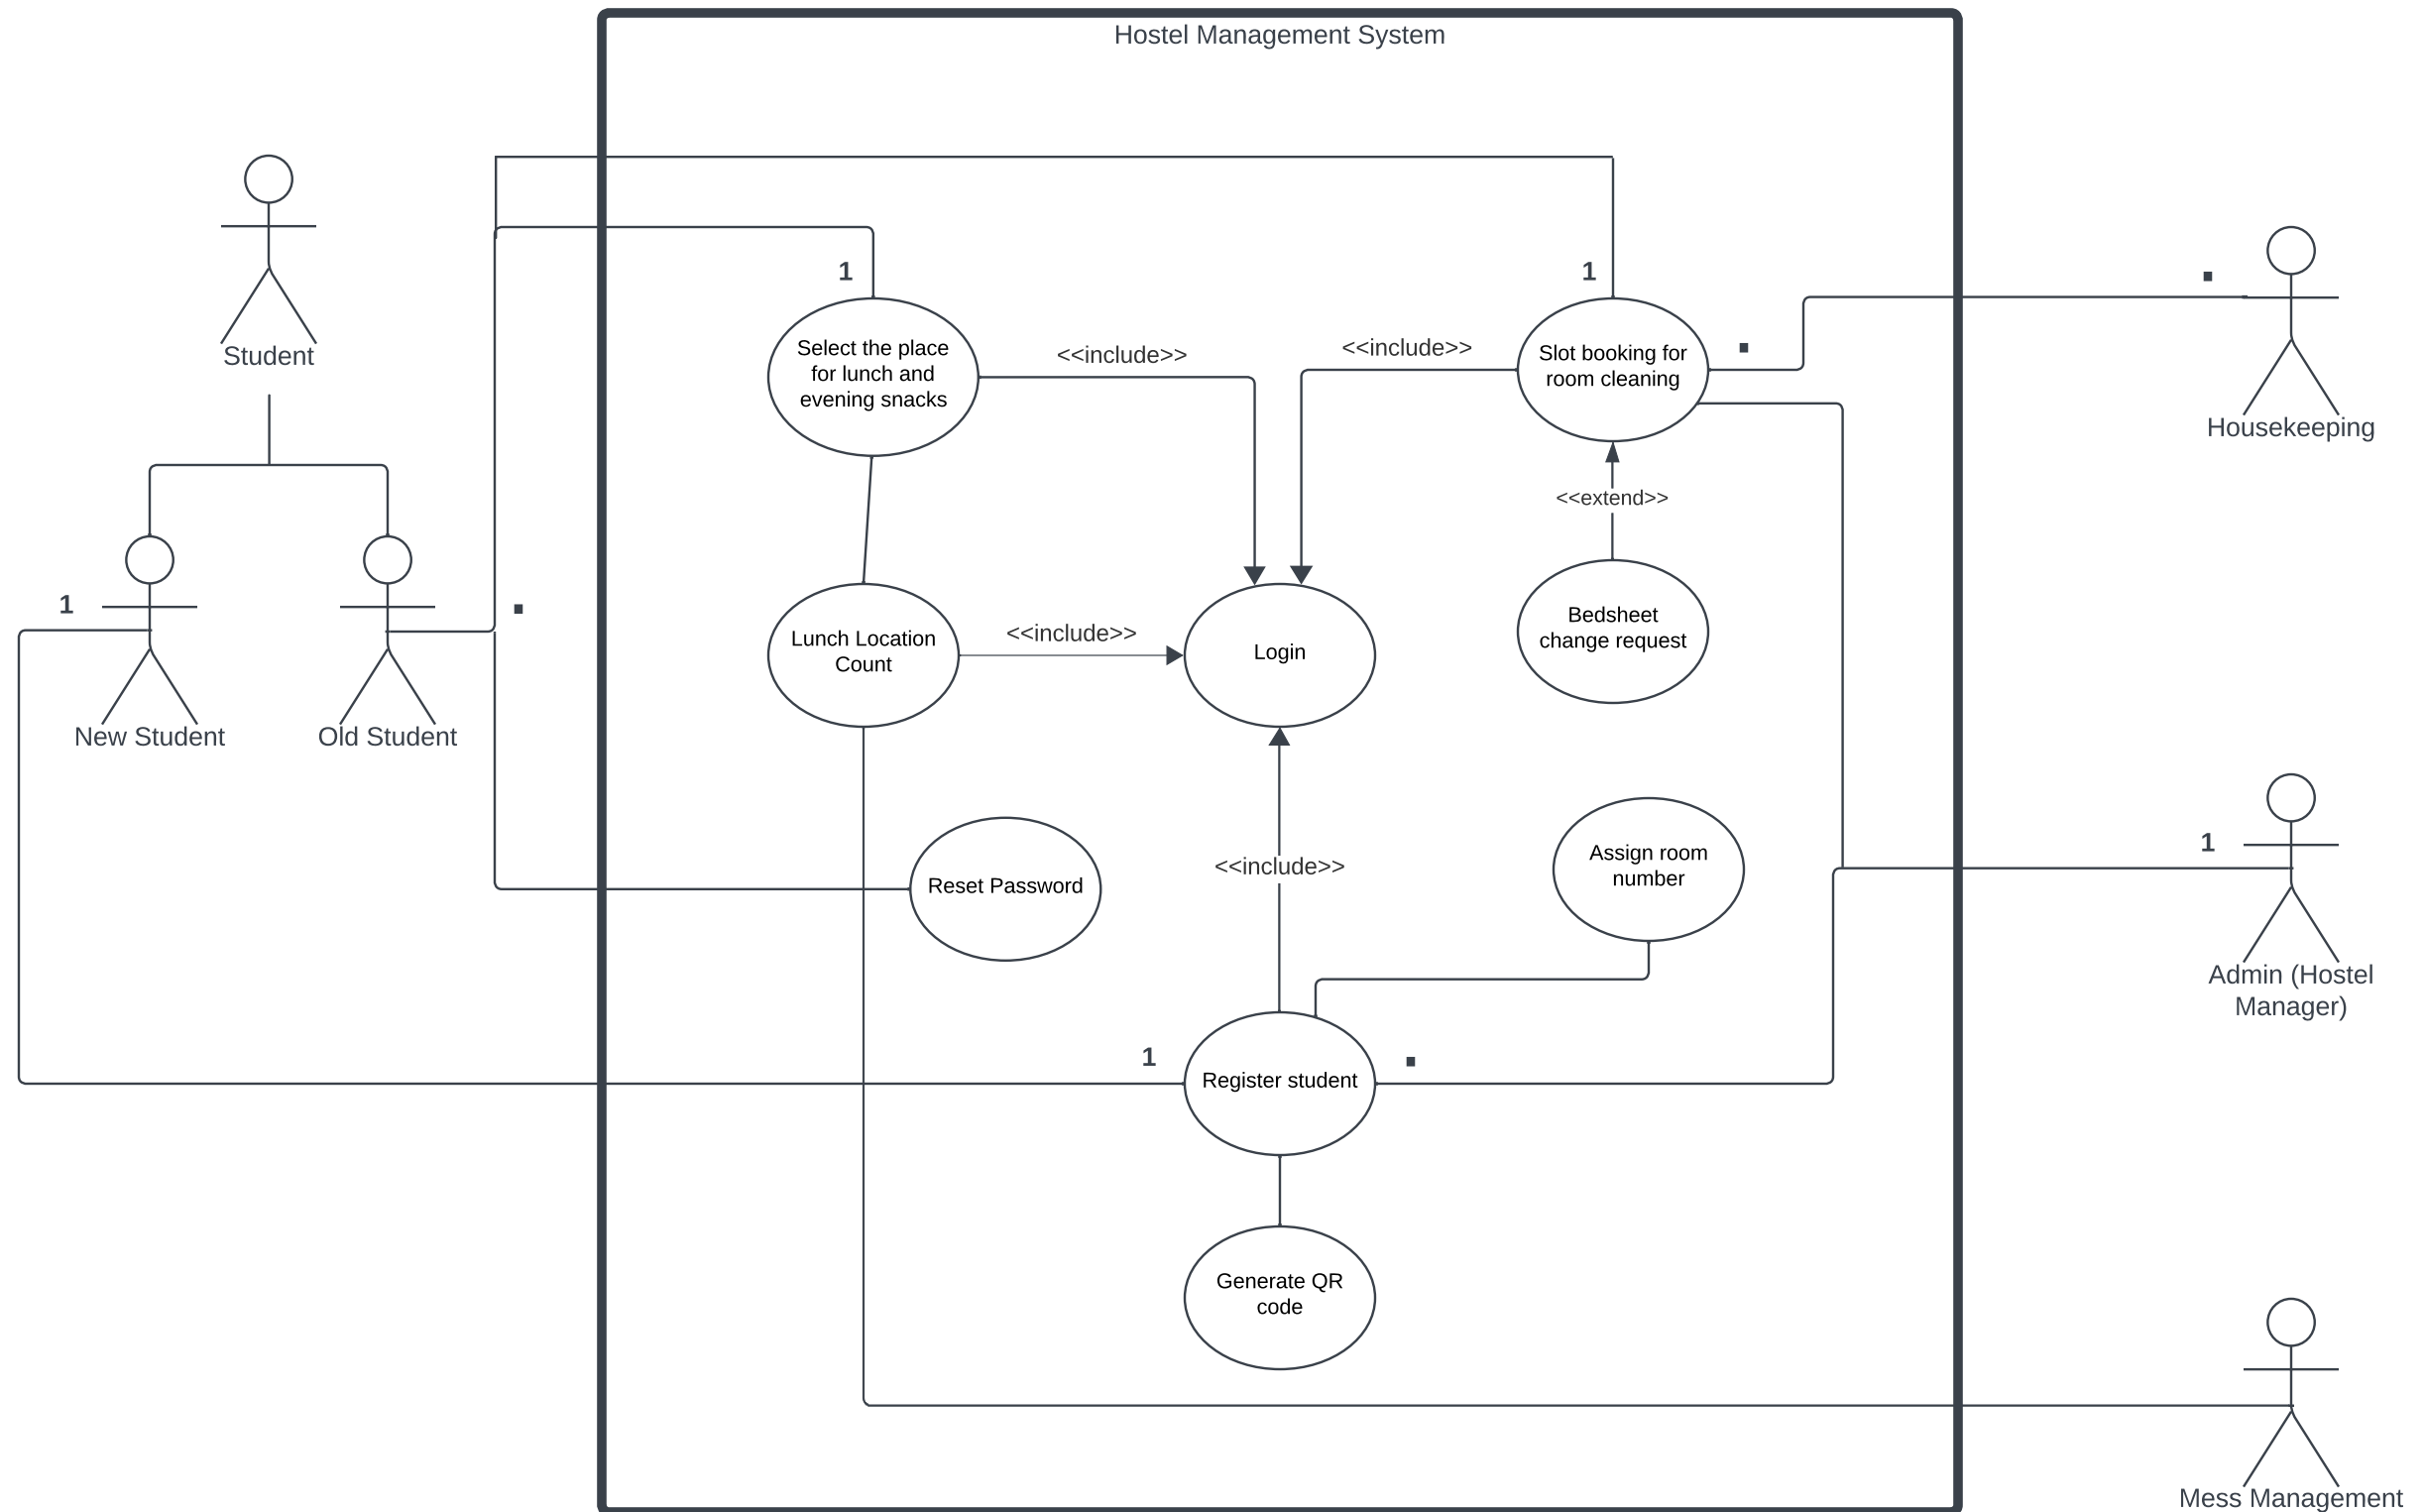 Hostel Management System
1
1
Student
Select the place
for lunch and
evening snacks
<<include>>
<<include>>
Slot booking for
room cleaning
Housekeeping
<<extend>>
1
New Student
Old Student
Lunch Location
Count
<<include>>
Login
Bedsheet
change request
Reset Password
<<include>>
Assign room
number
1
Admin (Hostel
Manager)
1
Register student
Generate QR
code
Mess Management